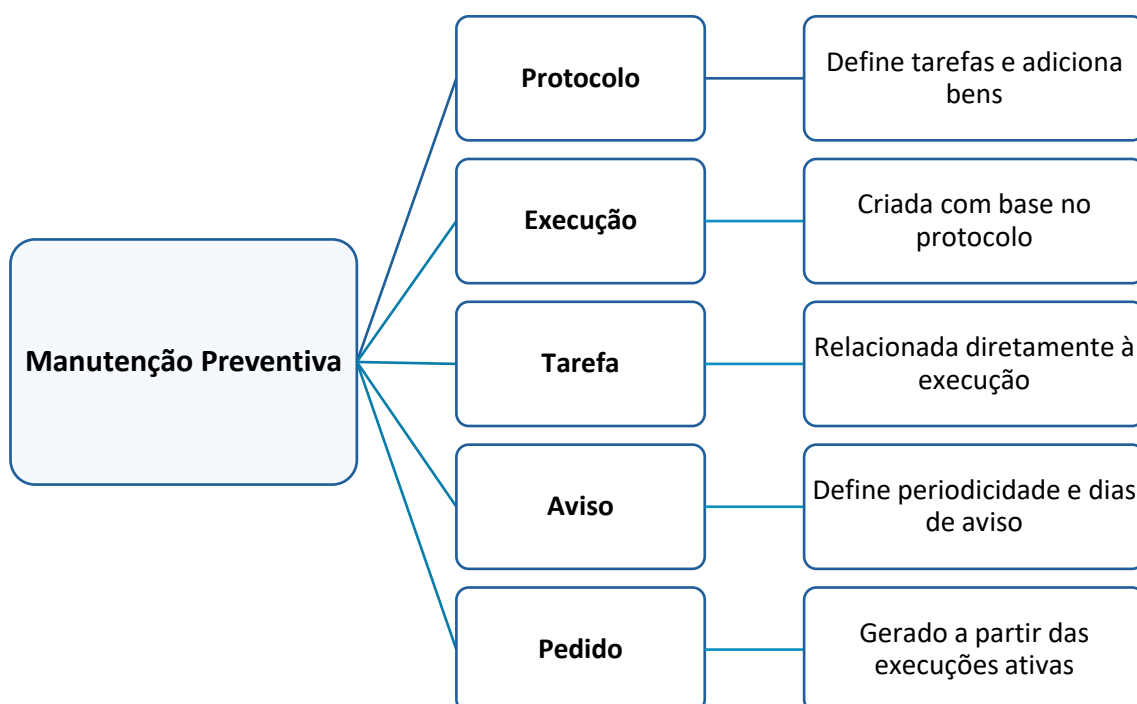 Manutenção Preventiva
Protocolo
Define tarefas e adiciona
bens
Execução
Criada com base no
protocolo
Tarefa
Relacionada diretamente à
execução
Aviso
Define periodicidade e dias
de aviso
Pedido
Gerado a partir das
execuções ativas